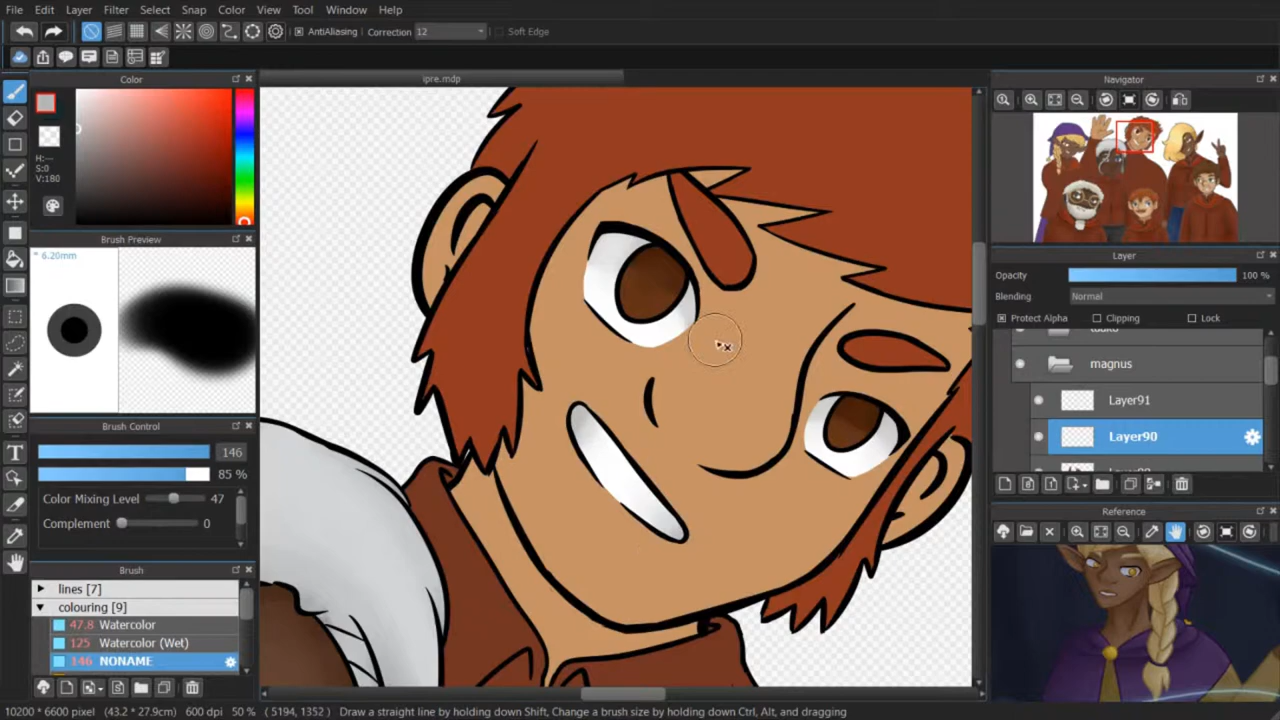 File Edit Layer Filter Select Snap Color View Tool Window Help
AntiAliasing Correction 12 Soft Edge
Color
ipre.mdp
Navigator
H:---
S:0
V:180
Brush Preview
* 6.20mm
Layer
Opacity 100 %
Blending Normal
Protect Alpha Clipping Lock
magnus
Layer91
Layer90
Brush Control
146
85 %
Color Mixing Level 47
Complement 0
Reference
Brush
lines [7]
colouring [9]
47.8 Watercolor
125 Watercolor (Wet)
146 NONAME
10200 * 6600 pixel (43.2 * 27.9cm) 600 dpi 50 % ( 5194, 1352 ) Draw a straight line by holding down Shift, Change a brush size by holding down Ctrl, Alt, and dragging